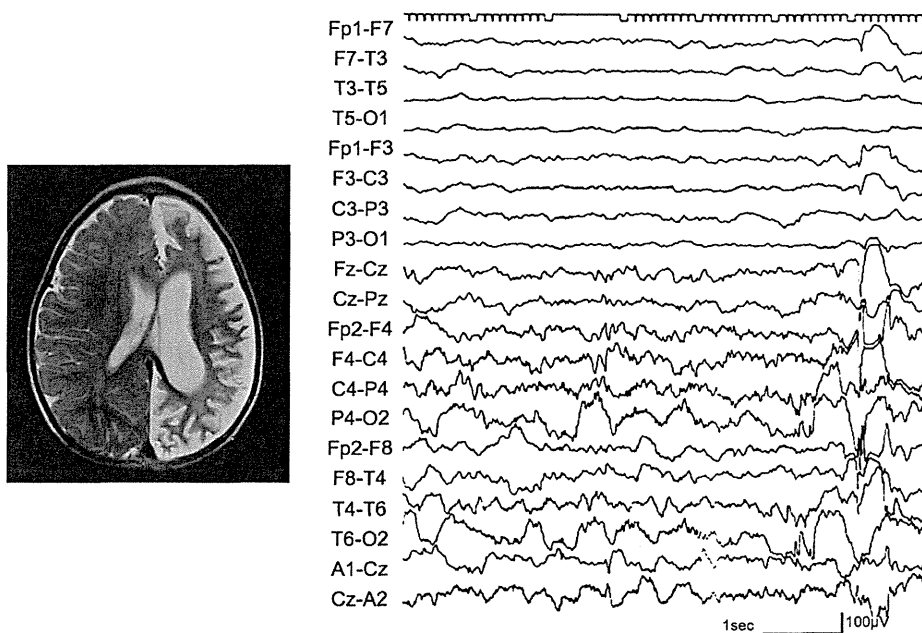 Fp1-F7
F7-T3
T3-T5
T5-O1
Fp1-F3
F3-C3
C3-P3
P3-O1
Fz-Cz
Cz-Pz
Fp2-F4
F4-C4
C4-P4
P4-O2
Fp2-F8
F8-T4
T4-T6
T6-O2
A1-Cz
Cz-A2
1sec 100μV